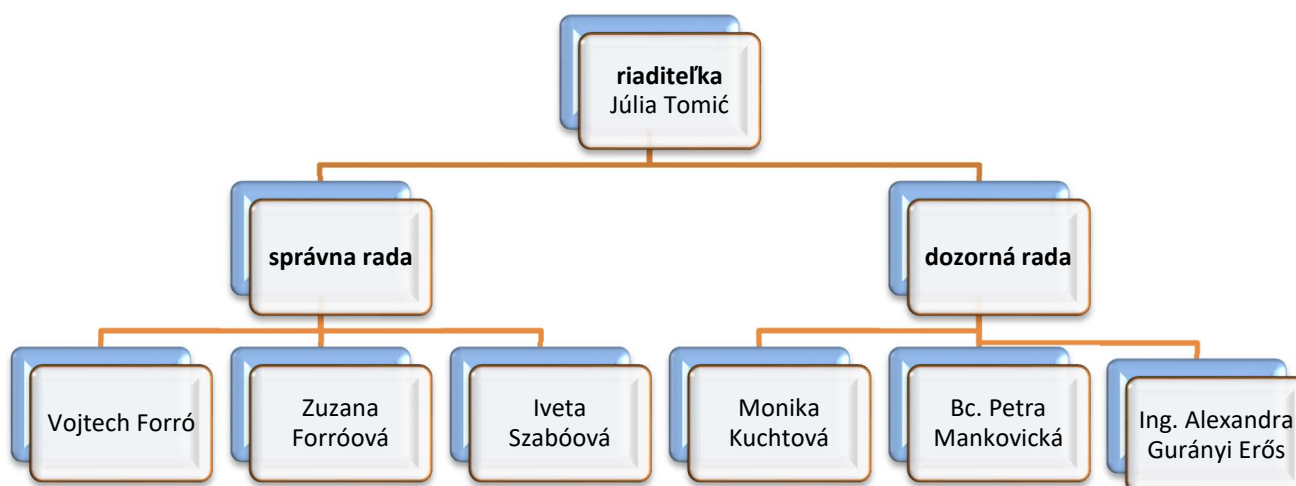 riaditeľka
Júlia Tomić
správna rada
dozorná rada
Vojtech Forró
Zuzana
Forróová
Iveta
Szabóová
Monika
Kuchtová
Bc. Petra
Mankovická
Ing. Alexandra
Gurányi Erős